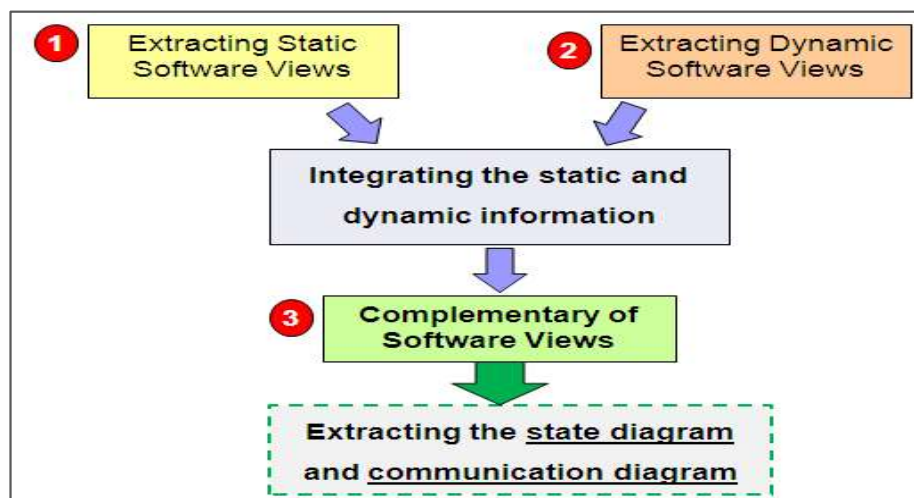 1
Extracting Static
Software Views
2
Extracting Dynamic
Software Views
Integrating the static and
dynamic information
3
Complementary of
Software Views
Extracting the state diagram
and communication diagram